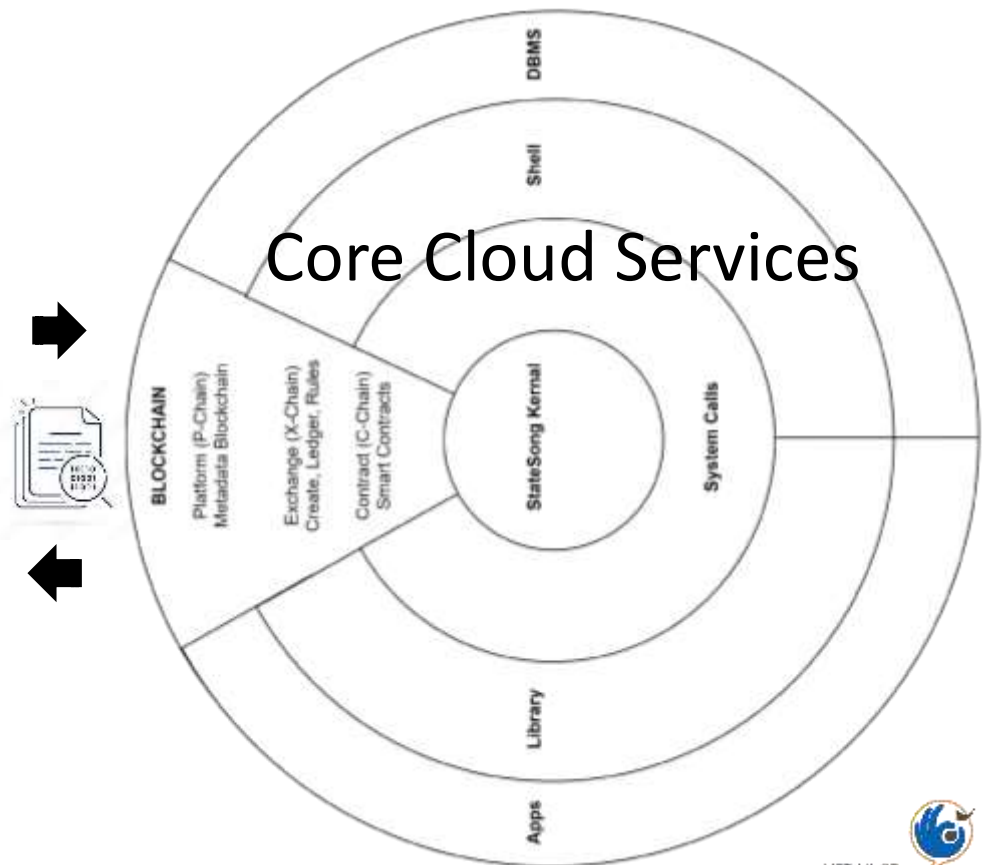 Core Cloud Services
DBMS
Shell
BLOCKCHAIN
Platform (P-Chain)
Metadata Blockchain
Exchange (X-Chain)
Create, Ledger, Rules
Contract (C-Chain)
Smart Contracts
StateSong Kernal
System Calls
Library
Apps